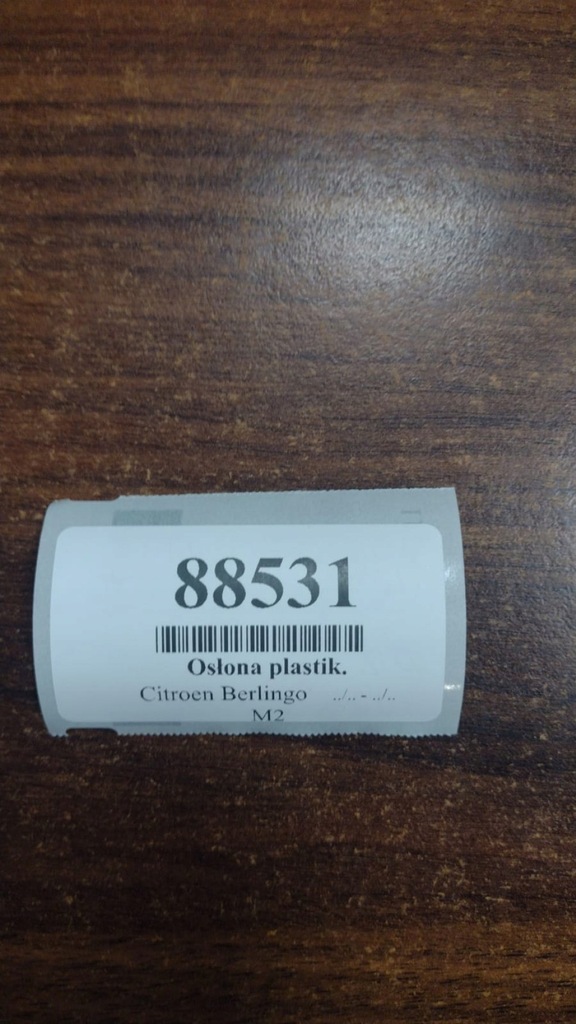 88531
Osłona plastik.
Citroen Berlingo ../.. - ../..
M2